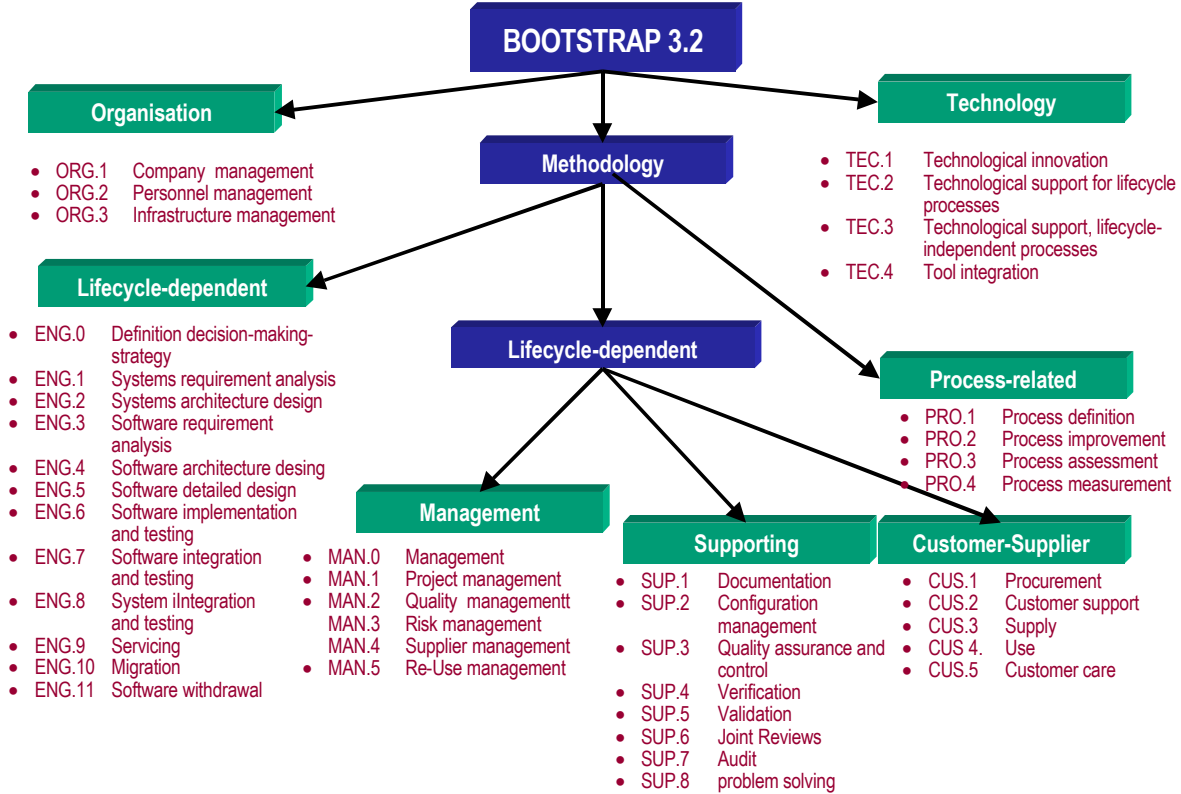 BOOTSTRAP 3.2
Organisation
ORG.1 Company management
ORG.2 Personnel management
ORG.3 Infrastructure management
Methodology
Technology
TEC.1 Technological innovation
TEC.2 Technological support for lifecycle
processes
TEC.3 Technological support, lifecycle-
independent processes
TEC.4 Tool integration
Lifecycle-dependent
ENG.0 Definition decision-making-
strategy
ENG.1 Systems requirement analysis
ENG.2 Systems architecture design
ENG.3 Software requirement
analysis
ENG.4 Software architecture desing
ENG.5 Software detailed design
ENG.6 Software implementation
and testing
ENG.7 Software integration
and testing
ENG.8 System iIntegration
and testing
ENG.9 Servicing
ENG.10 Migration
ENG.11 Software withdrawal
Lifecycle-dependent
Process-related
PRO.1 Process definition
PRO.2 Process improvement
PRO.3 Process assessment
PRO.4 Process measurement
Management
MAN.0 Management
MAN.1 Project management
MAN.2 Quality managementt
MAN.3 Risk management
MAN.4 Supplier management
MAN.5 Re-Use management
Supporting
SUP.1 Documentation
SUP.2 Configuration
management
SUP.3 Quality assurance and
control
SUP.4 Verification
SUP.5 Validation
SUP.6 Joint Reviews
SUP.7 Audit
SUP.8 problem solving
Customer-Supplier
CUS.1 Procurement
CUS.2 Customer support
CUS.3 Supply
CUS 4. Use
CUS.5 Customer care